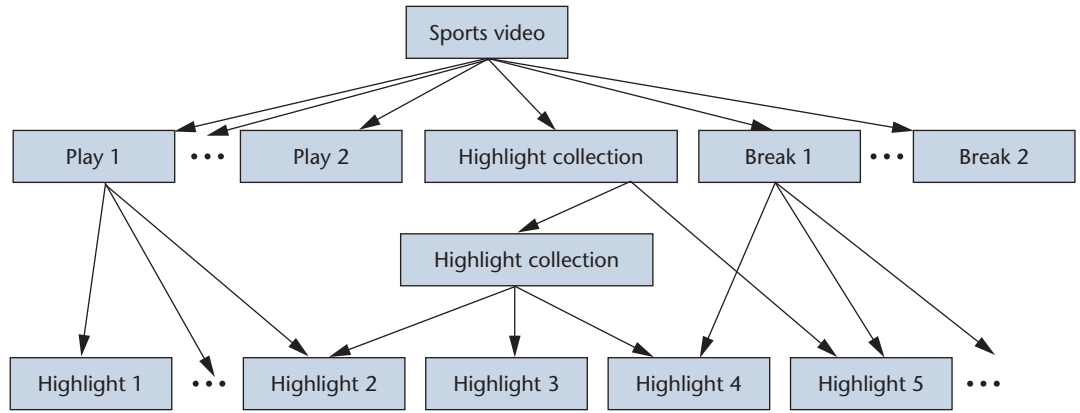 Sports video
Play 1
•••
Play 2
Highlight collection
Break 1
•••
Break 2
Highlight collection
Highlight 1
•••
Highlight 2
Highlight 3
Highlight 4
Highlight 5
•••